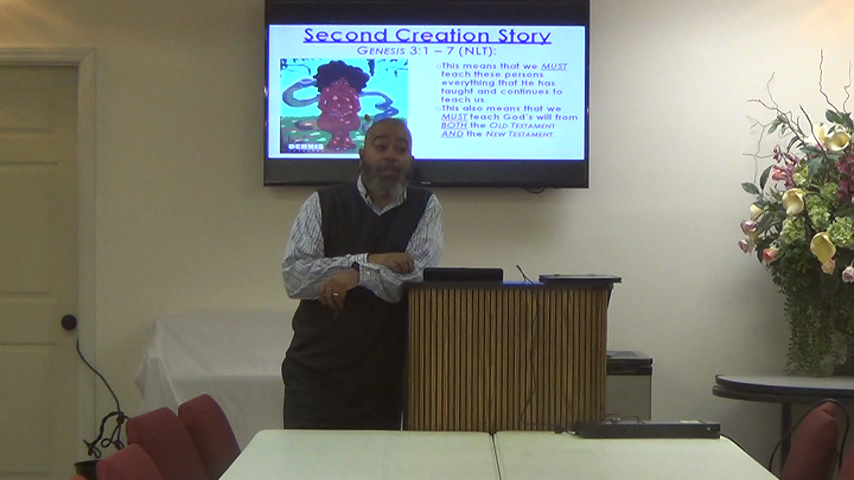 Second Creation Story
GENESIS 3:1 – 7 (NLT):
This means that we MUST
teach these persons
everything that He has
taught and continues to
teach us.
This also means that we
MUST teach God's will from
BOTH the OLD TESTAMENT
AND the NEW TESTAMENT.
DENNIS